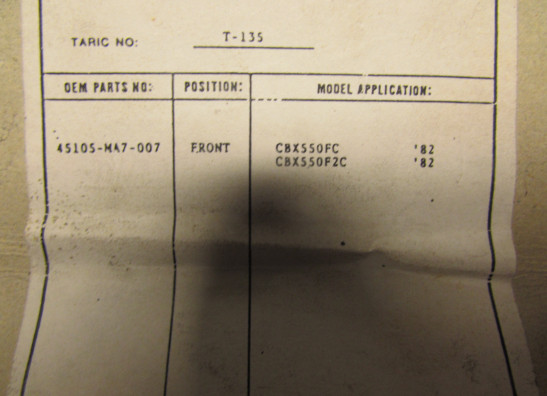 TARIC NO: T-135
OEM PARTS NO: POSITION: MODEL APPLICATION:
45105-MA7-007 FRONT CBX550FC '82
CBX550F2C '82